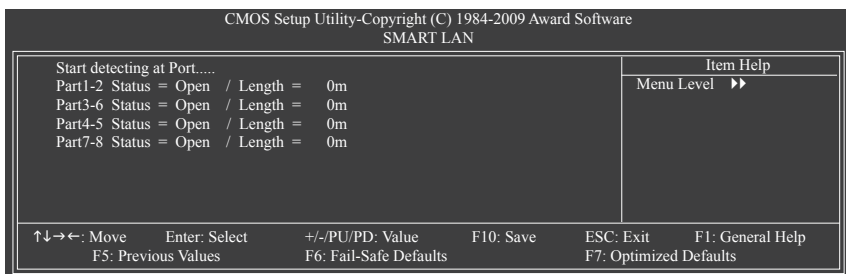 CMOS Setup Utility-Copyright (C) 1984-2009 Award Software
SMART LAN
Start detecting at Port.....
Part1-2 Status = Open / Length = 0m
Part3-6 Status = Open / Length = 0m
Part4-5 Status = Open / Length = 0m
Part7-8 Status = Open / Length = 0m
Item Help
Menu Level ▶▶
↑↓→←: Move Enter: Select +/-/PU/PD: Value F10: Save ESC: Exit F1: General Help
F5: Previous Values F6: Fail-Safe Defaults F7: Optimized Defaults